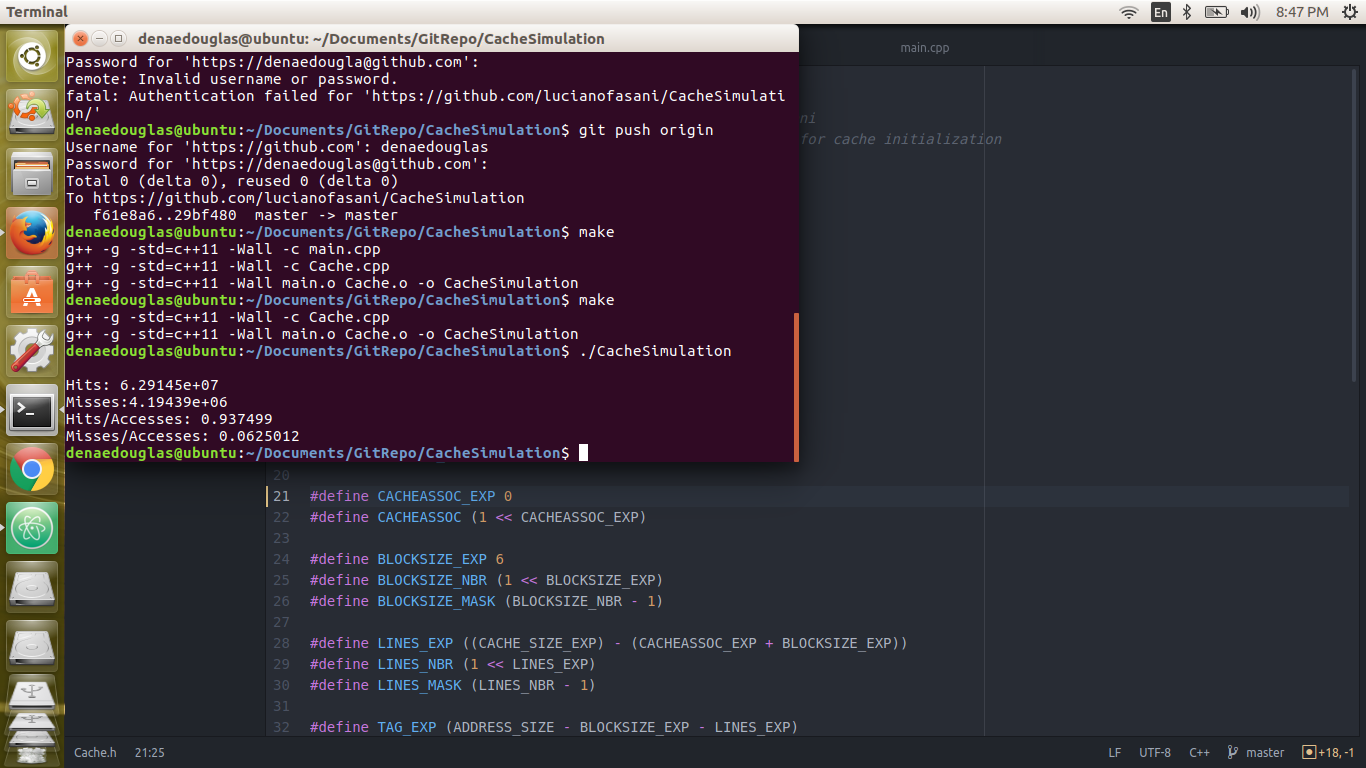 Terminal
En
8:47 PM
denaedouglas@ubuntu: ~/Documents/GitRepo/CacheSimulation
Password for 'https://denaedougla@github.com':
remote: Invalid username or password.
fatal: Authentication failed for 'https://github.com/lucianofasani/CacheSimulati
on/'
denaedouglas@ubuntu:~/Documents/GitRepo/CacheSimulation$ git push origin
Username for 'https://github.com': denaedouglas
Password for 'https://denaedouglas@github.com':
Total 0 (delta 0), reused 0 (delta 0)
To https://github.com/lucianofasani/CacheSimulation
   f61e8a6..29bf480  master -> master
denaedouglas@ubuntu:~/Documents/GitRepo/CacheSimulation$ make
g++ -g -std=c++11 -Wall -c main.cpp
g++ -g -std=c++11 -Wall -c Cache.cpp
g++ -g -std=c++11 -Wall main.o Cache.o -o CacheSimulation
denaedouglas@ubuntu:~/Documents/GitRepo/CacheSimulation$ make
g++ -g -std=c++11 -Wall -c Cache.cpp
g++ -g -std=c++11 -Wall main.o Cache.o -o CacheSimulation
denaedouglas@ubuntu:~/Documents/GitRepo/CacheSimulation$ ./CacheSimulation
Hits: 6.29145e+07
Misses:4.19439e+06
Hits/Accesses: 0.937499
Misses/Accesses: 0.0625012
denaedouglas@ubuntu:~/Documents/GitRepo/CacheSimulation$
main.cpp
ni
for cache initialization
20
21 #define CACHEASSOC_EXP 0
22 #define CACHEASSOC (1 << CACHEASSOC_EXP)
23
24 #define BLOCKSIZE_EXP 6
25 #define BLOCKSIZE_NBR (1 << BLOCKSIZE_EXP)
26 #define BLOCKSIZE_MASK (BLOCKSIZE_NBR - 1)
27
28 #define LINES_EXP ((CACHE_SIZE_EXP) - (CACHEASSOC_EXP + BLOCKSIZE_EXP))
29 #define LINES_NBR (1 << LINES_EXP)
30 #define LINES_MASK (LINES_NBR - 1)
31
32 #define TAG_EXP (ADDRESS_SIZE - BLOCKSIZE_EXP - LINES_EXP)
Cache.h 21:25
LF UTF-8 C++ master +18, -1